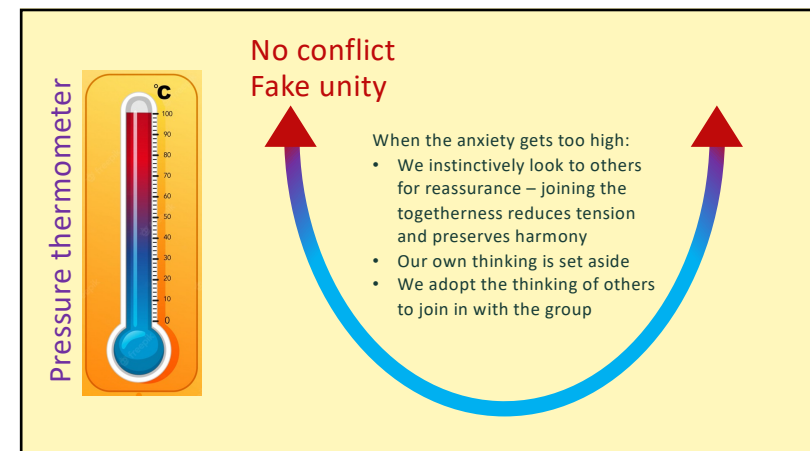 No conflict
Fake unity
Pressure thermometer
°C
100
90
80
70
60
50
40
30
20
10
0
When the anxiety gets too high:
• We instinctively look to others
for reassurance – joining the
togetherness reduces tension
and preserves harmony
• Our own thinking is set aside
• We adopt the thinking of others
to join in with the group